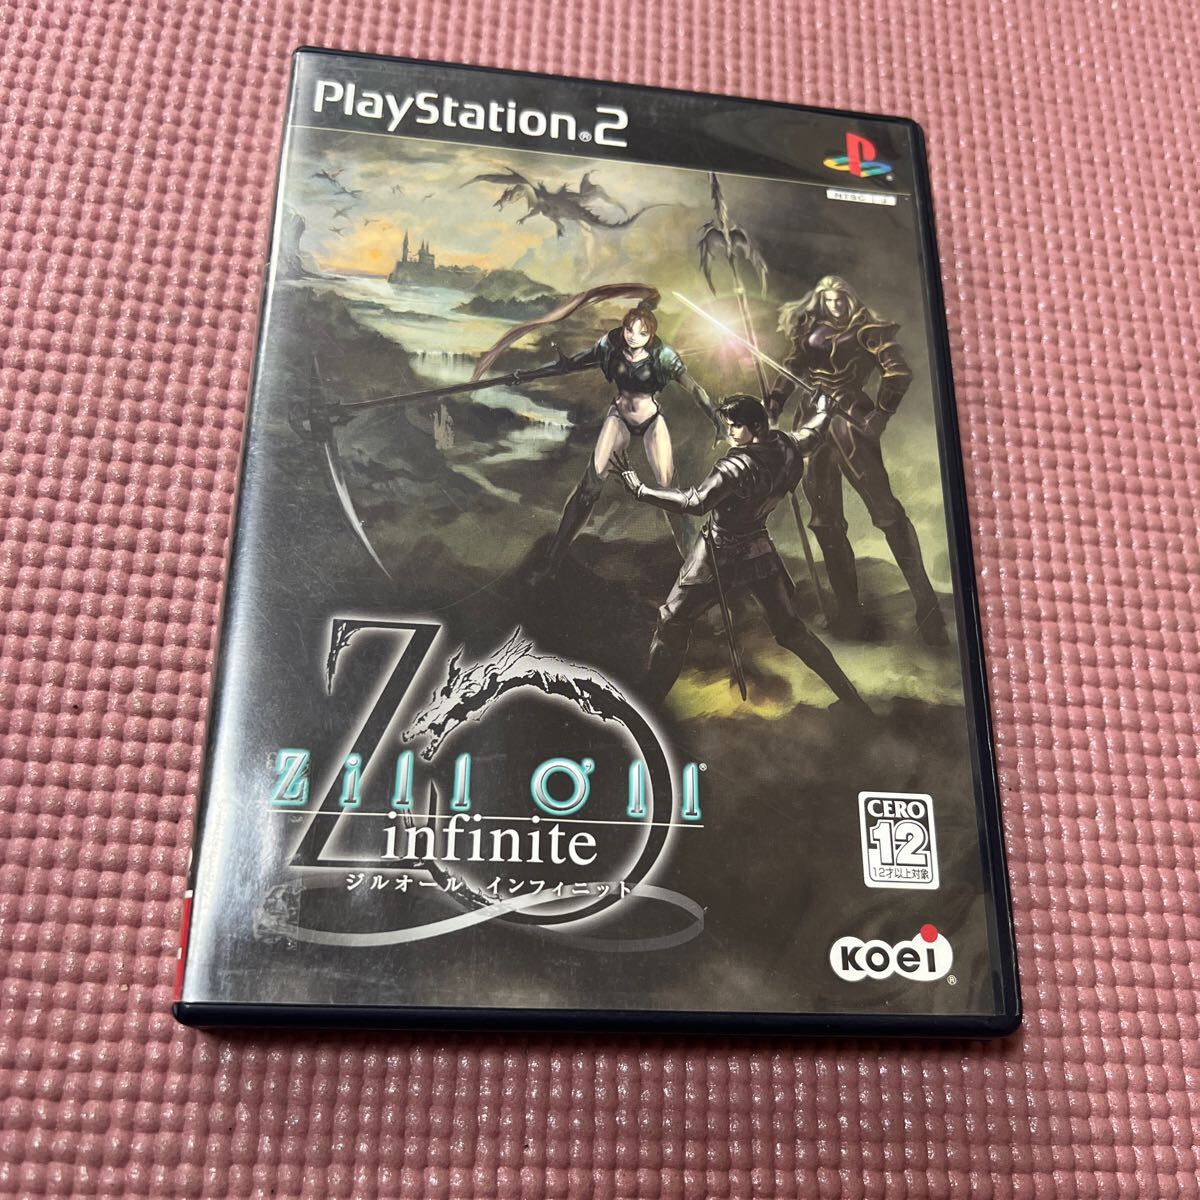 PlayStation®2
NTSC J
Zill O'll®
infinite
ジルオール インフィニット
CERO
12
12才以上対象
KOEI®